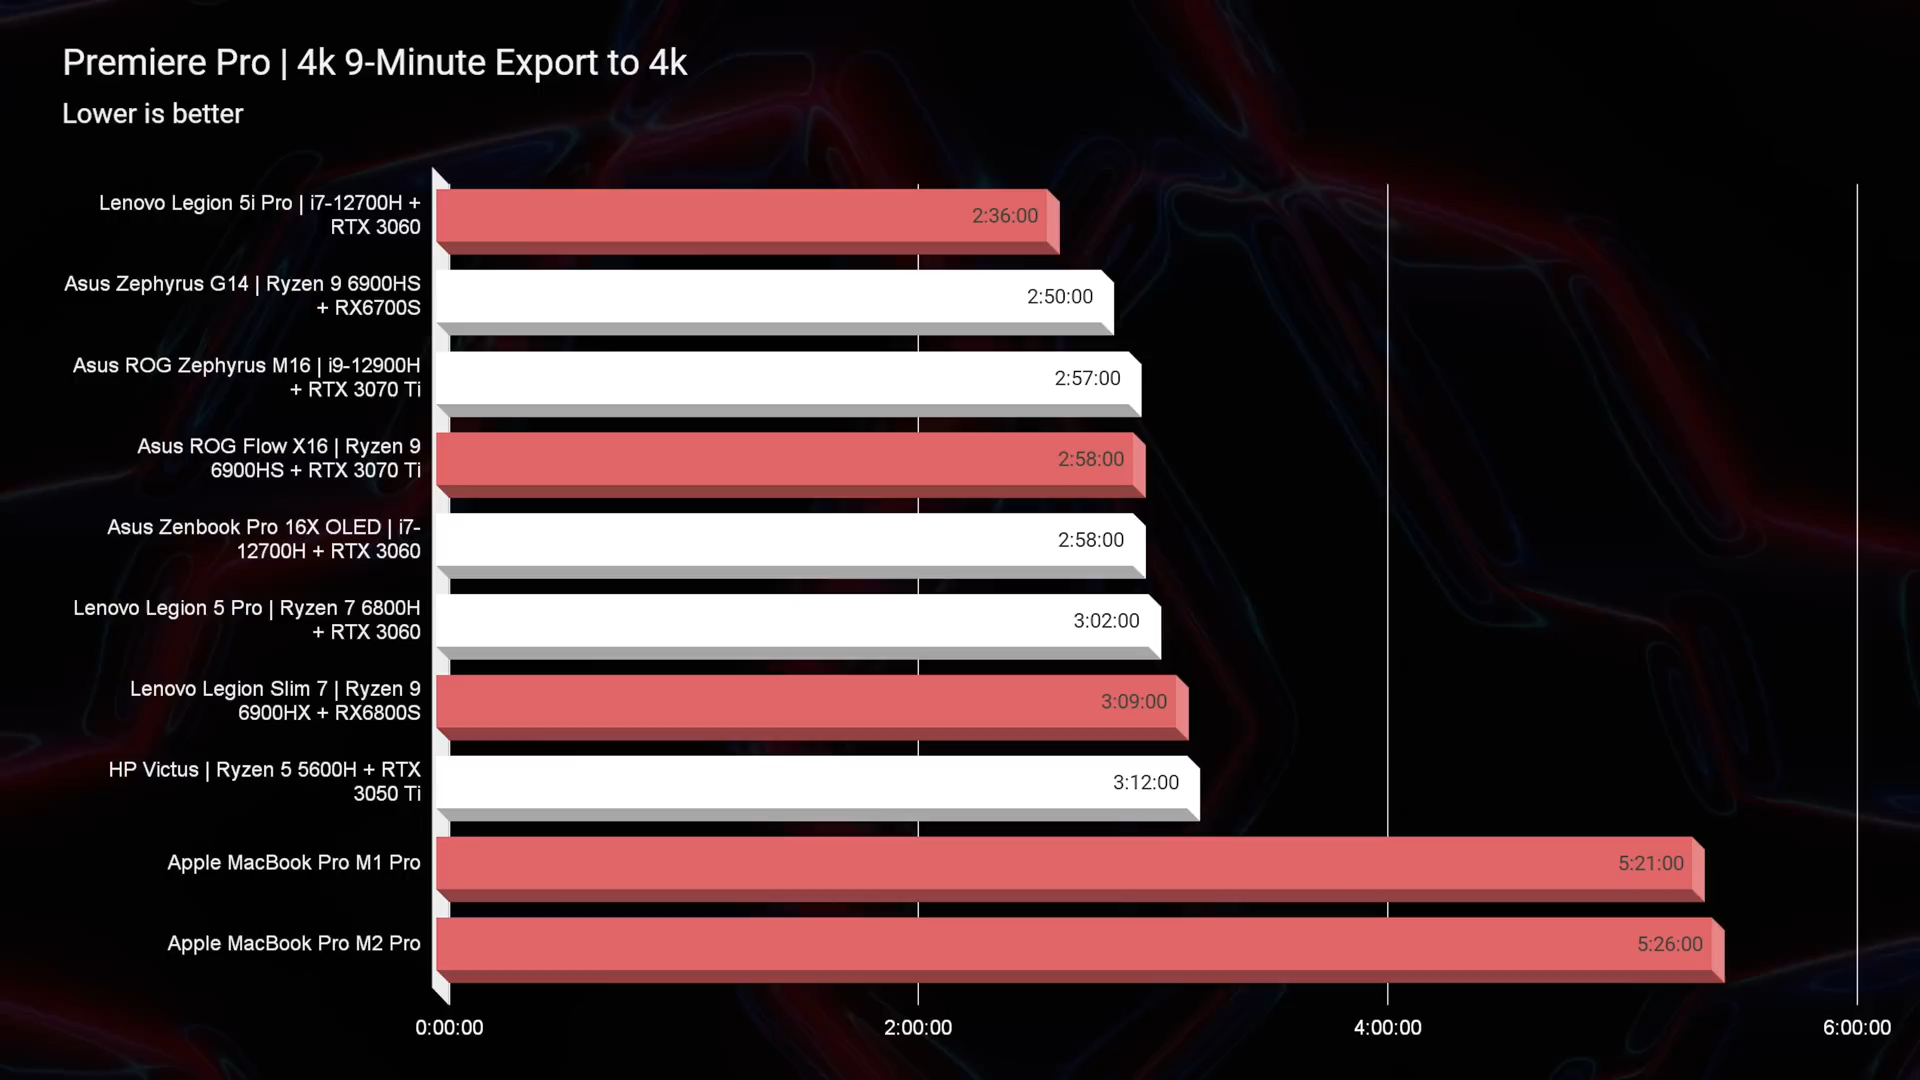 Premiere Pro | 4k 9-Minute Export to 4k
Lower is better
Lenovo Legion 5i Pro | i7-12700H +
RTX 3060
2:36:00
Asus Zephyrus G14 | Ryzen 9 6900HS
+ RX6700S
2:50:00
Asus ROG Zephyrus M16 | i9-12900H
+ RTX 3070 Ti
2:57:00
Asus ROG Flow X16 | Ryzen 9
6900HS + RTX 3070 Ti
2:58:00
Asus Zenbook Pro 16X OLED | i7-
12700H + RTX 3060
2:58:00
Lenovo Legion 5 Pro | Ryzen 7 6800H
+ RTX 3060
3:02:00
Lenovo Legion Slim 7 | Ryzen 9
6900HX + RX6800S
3:09:00
HP Victus | Ryzen 5 5600H + RTX
3050 Ti
3:12:00
Apple MacBook Pro M1 Pro
5:21:00
Apple MacBook Pro M2 Pro
5:26:00
0:00:00
2:00:00
4:00:00
6:00:00